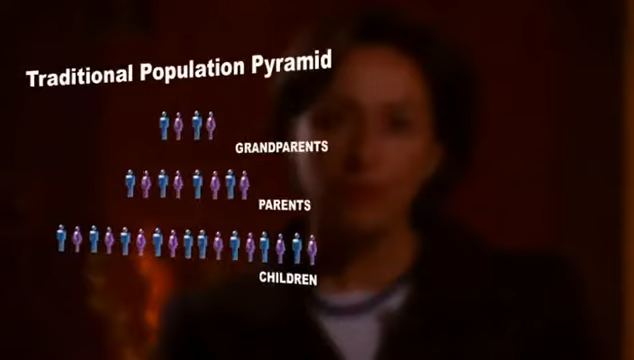 Traditional Population Pyramid
GRANDPARENTS
PARENTS
CHILDREN